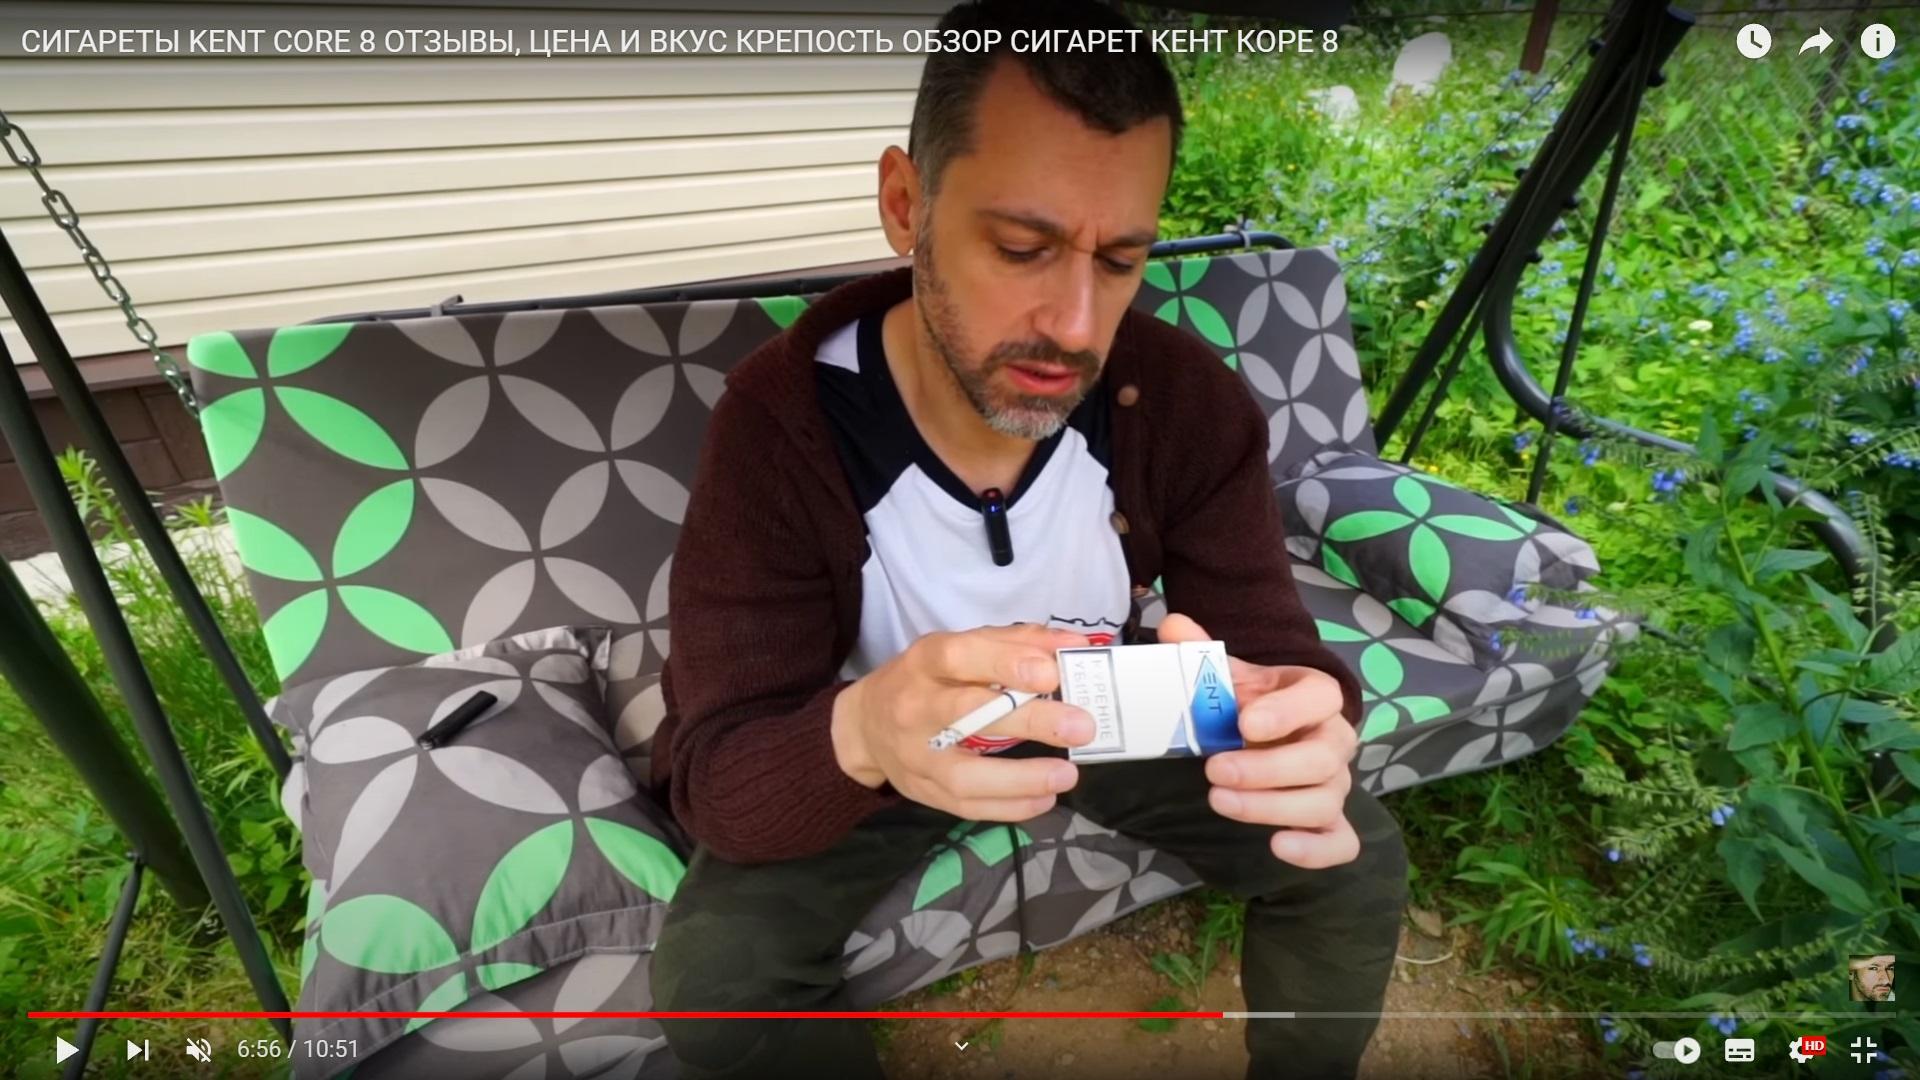 СИГАРЕТЫ KENT CORE 8 ОТЗЫВЫ, ЦЕНА И ВКУС КРЕПОСТЬ ОБЗОР СИГАРЕТ КЕНТ КОРЕ 8
КУРЕНИЕ
KENT
6:56 / 10:51
HD